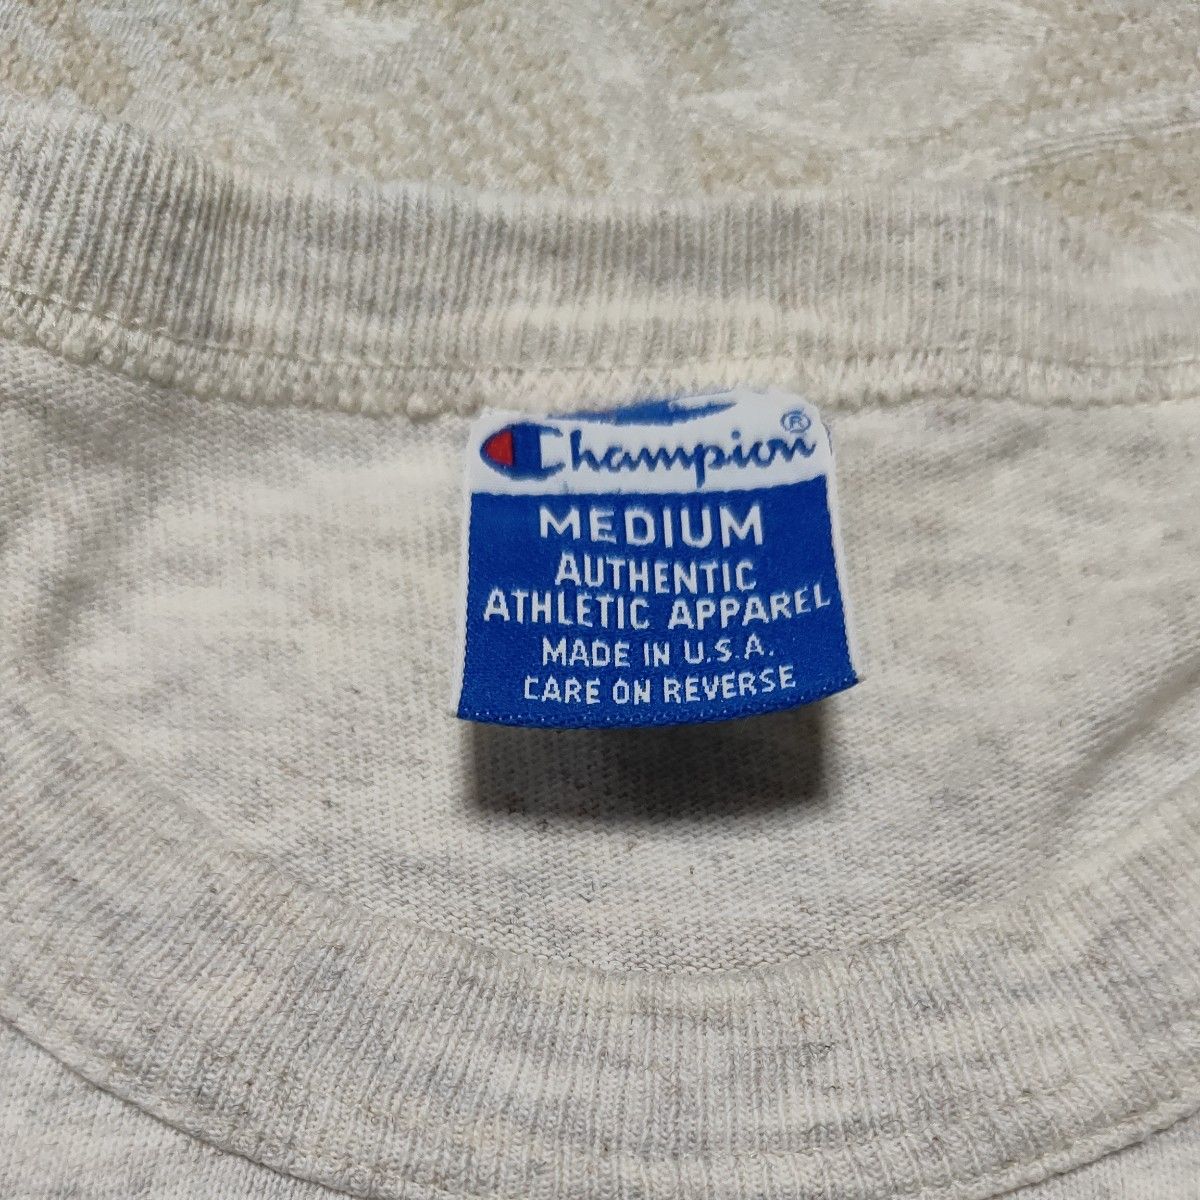 Champion®
MEDIUM
AUTHENTIC
ATHLETIC APPAREL
MADE IN U.S.A.
CARE ON REVERSE